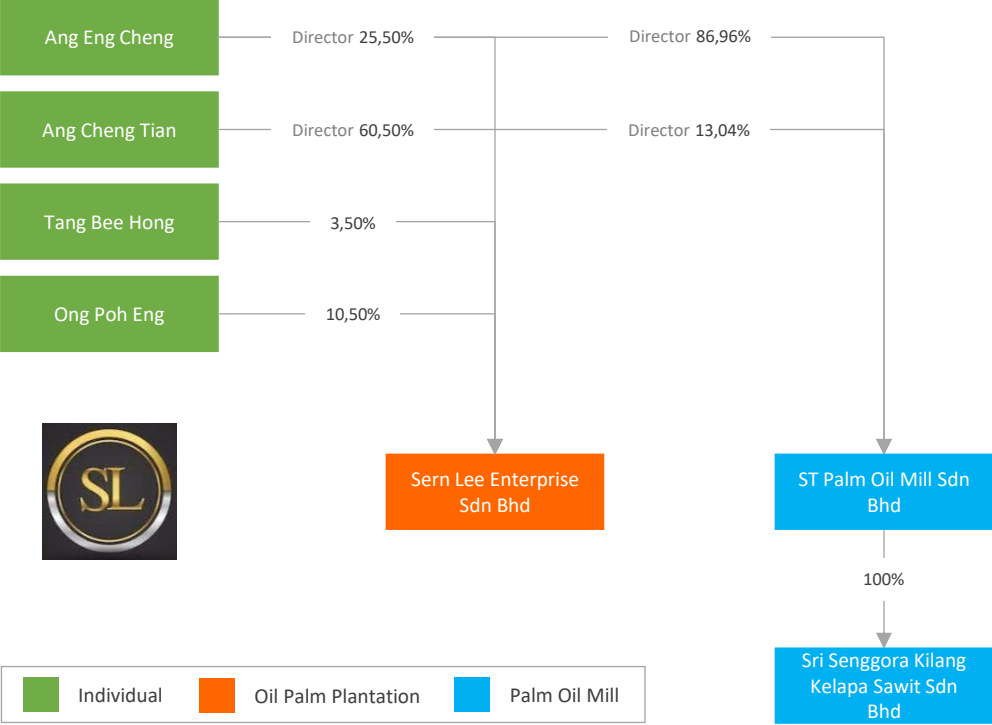 Ang Eng Cheng
Director 25,50%
Director 86,96%
Ang Cheng Tian
Director 60,50%
Director 13,04%
Tang Bee Hong
3,50%
Ong Poh Eng
10,50%
SL
Sern Lee Enterprise
Sdn Bhd
ST Palm Oil Mill Sdn
Bhd
100%
Sri Senggora Kilang
Kelapa Sawit Sdn
Bhd
Individual
Oil Palm Plantation
Palm Oil Mill